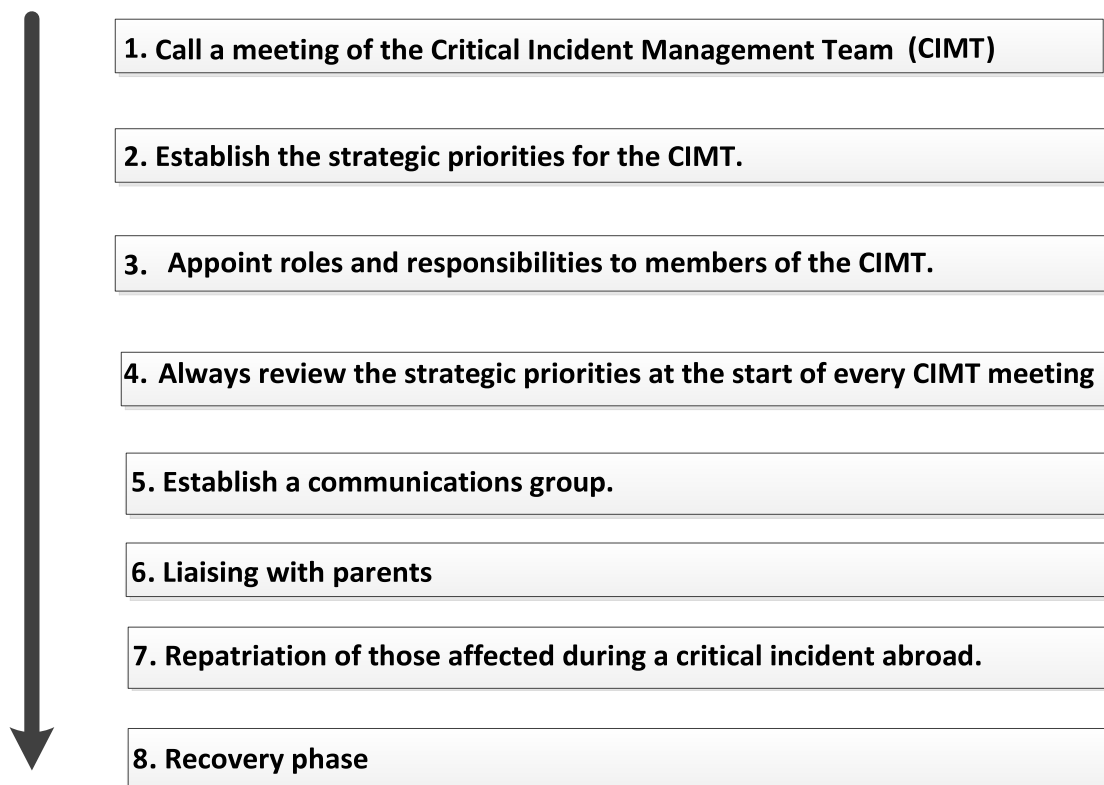 1. Call a meeting of the Critical Incident Management Team (CIMT)
2. Establish the strategic priorities for the CIMT.
3. Appoint roles and responsibilities to members of the CIMT.
4. Always review the strategic priorities at the start of every CIMT meeting
5. Establish a communications group.
6. Liaising with parents
7. Repatriation of those affected during a critical incident abroad.
8. Recovery phase